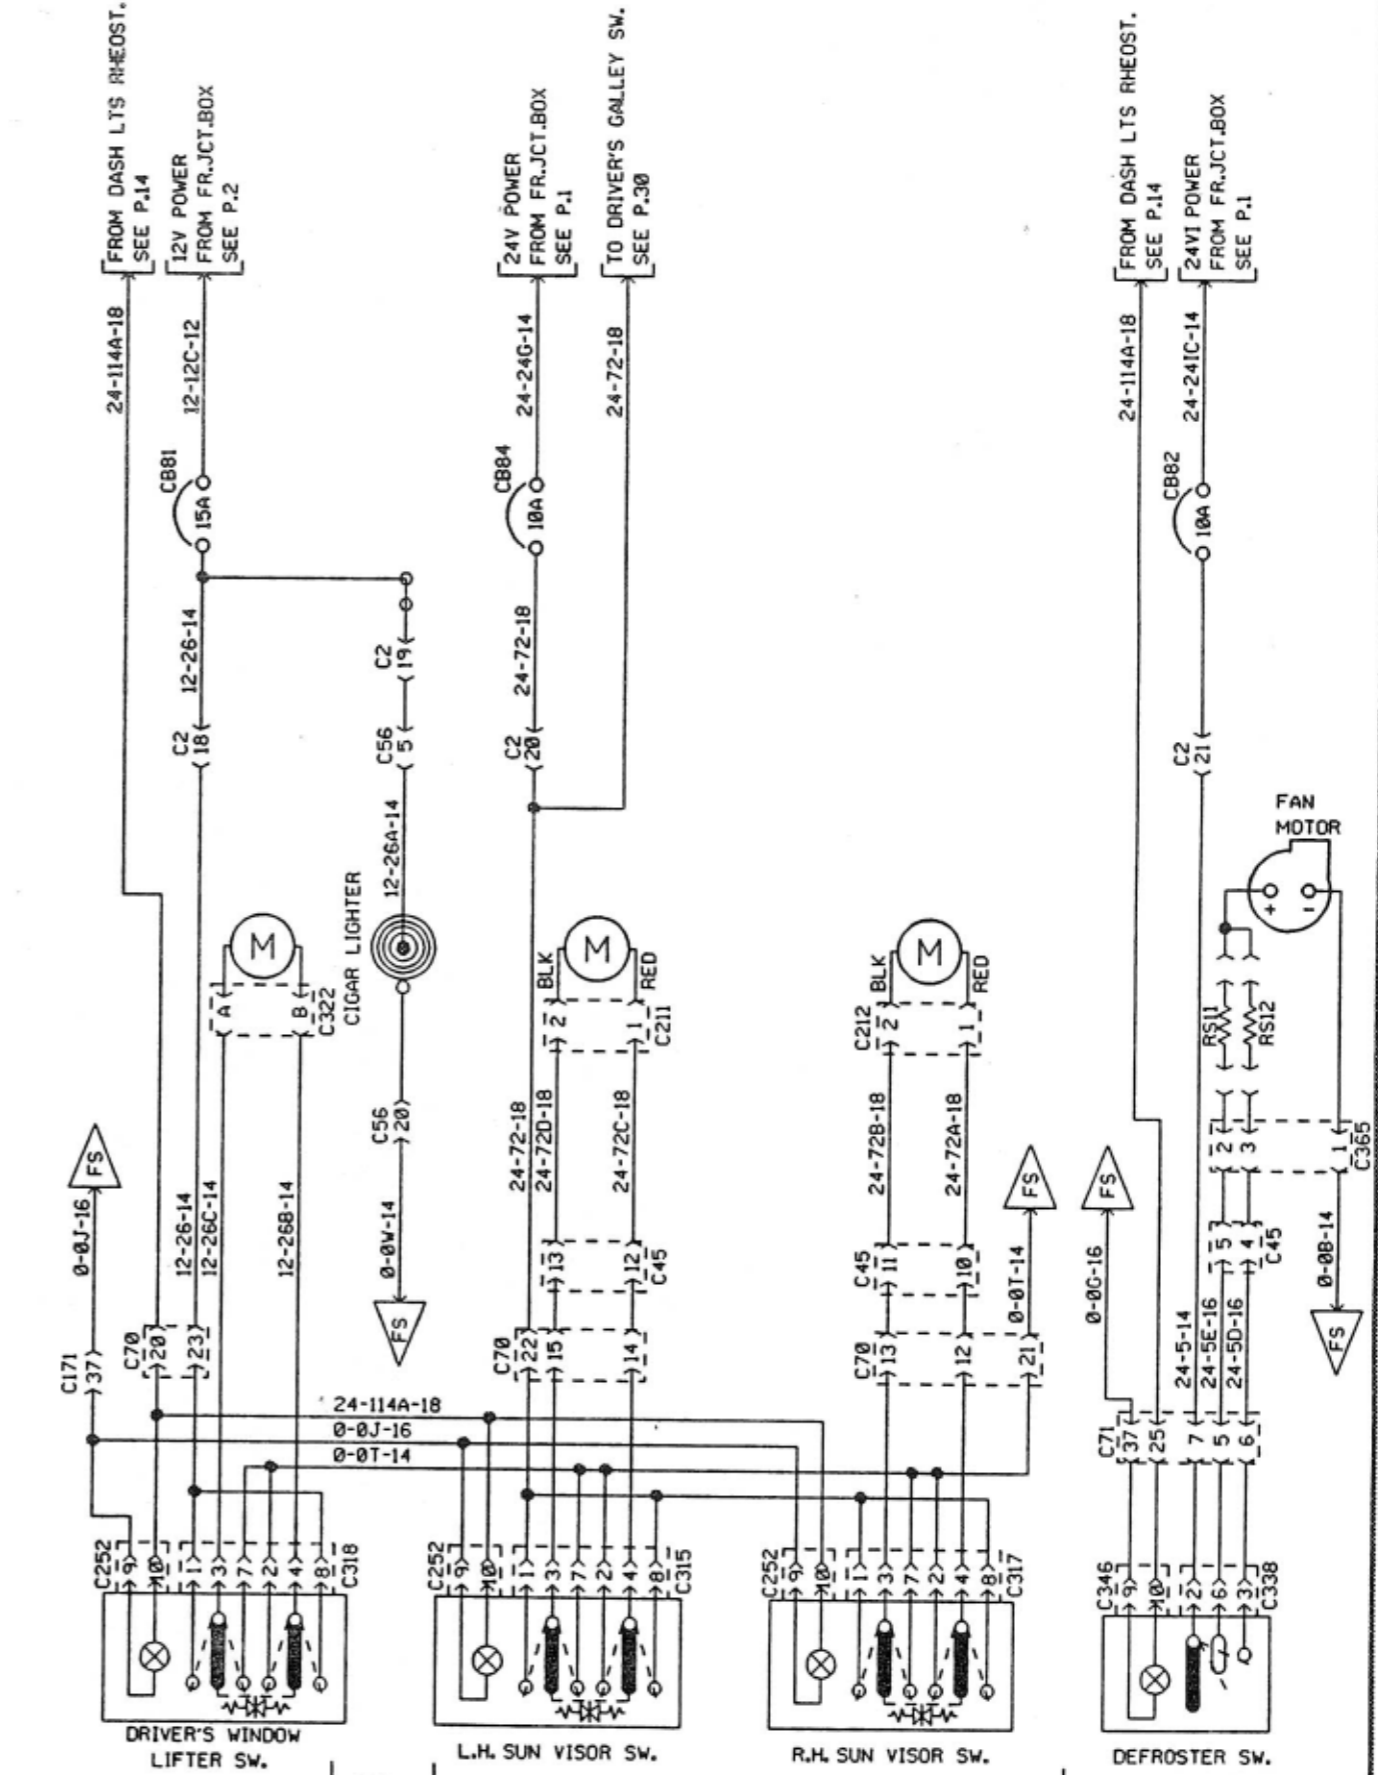 FROM DASH LTS RHEOST.
SEE P.14
12V POWER
FROM FR.JCT.BOX
SEE P.2
24V POWER
FROM FR.JCT.BOX
SEE P.1
TO DRIVER'S GALLEY SW.
SEE P.30
FROM DASH LTS RHEOST.
SEE P.14
24VI POWER
FROM FR.JCT.BOX
SEE P.1
24-114A-18
12-12C-12
24-24G-14
24-72-18
24-114A-18
24-24IC-14
CB81
15A
CB84
10A
CB82
10A
12-26-14
C2
19
24-72-18
C2
18
C56
5
C2
20
C2
21
12-26A-14
FAN
MOTOR
+
-
CIGAR LIGHTER
M
A
B
C322
M
BLK
RED
2
1
C211
M
BLK
RED
C212
2
1
RS11
RS12
C56
20
FS
0-0J-16
12-26-14
12-26C-14
12-26B-14
0-0W-14
FS
24-72-18
24-72D-18
24-72C-18
24-72B-18
24-72A-18
FS
0-0T-14
FS
0-0G-16
2
3
1
C365
5
4
C45
0-0B-14
FS
13
12
C45
C45
11
10
24-5-14
24-5E-16
24-5D-16
C171
37
C70
20
23
C70
22
15
14
C70
13
12
21
24-114A-18
0-0J-16
0-0T-14
C71
37
25
7
5
6
C252
9
10
1
3
7
2
4
8
C318
C252
9
10
1
3
7
2
4
8
C315
C252
9
10
1
3
7
2
4
8
C317
C346
9
10
2
6
3
C338
DRIVER'S WINDOW
LIFTER SW.
L.H. SUN VISOR SW.
R.H. SUN VISOR SW.
DEFROSTER SW.